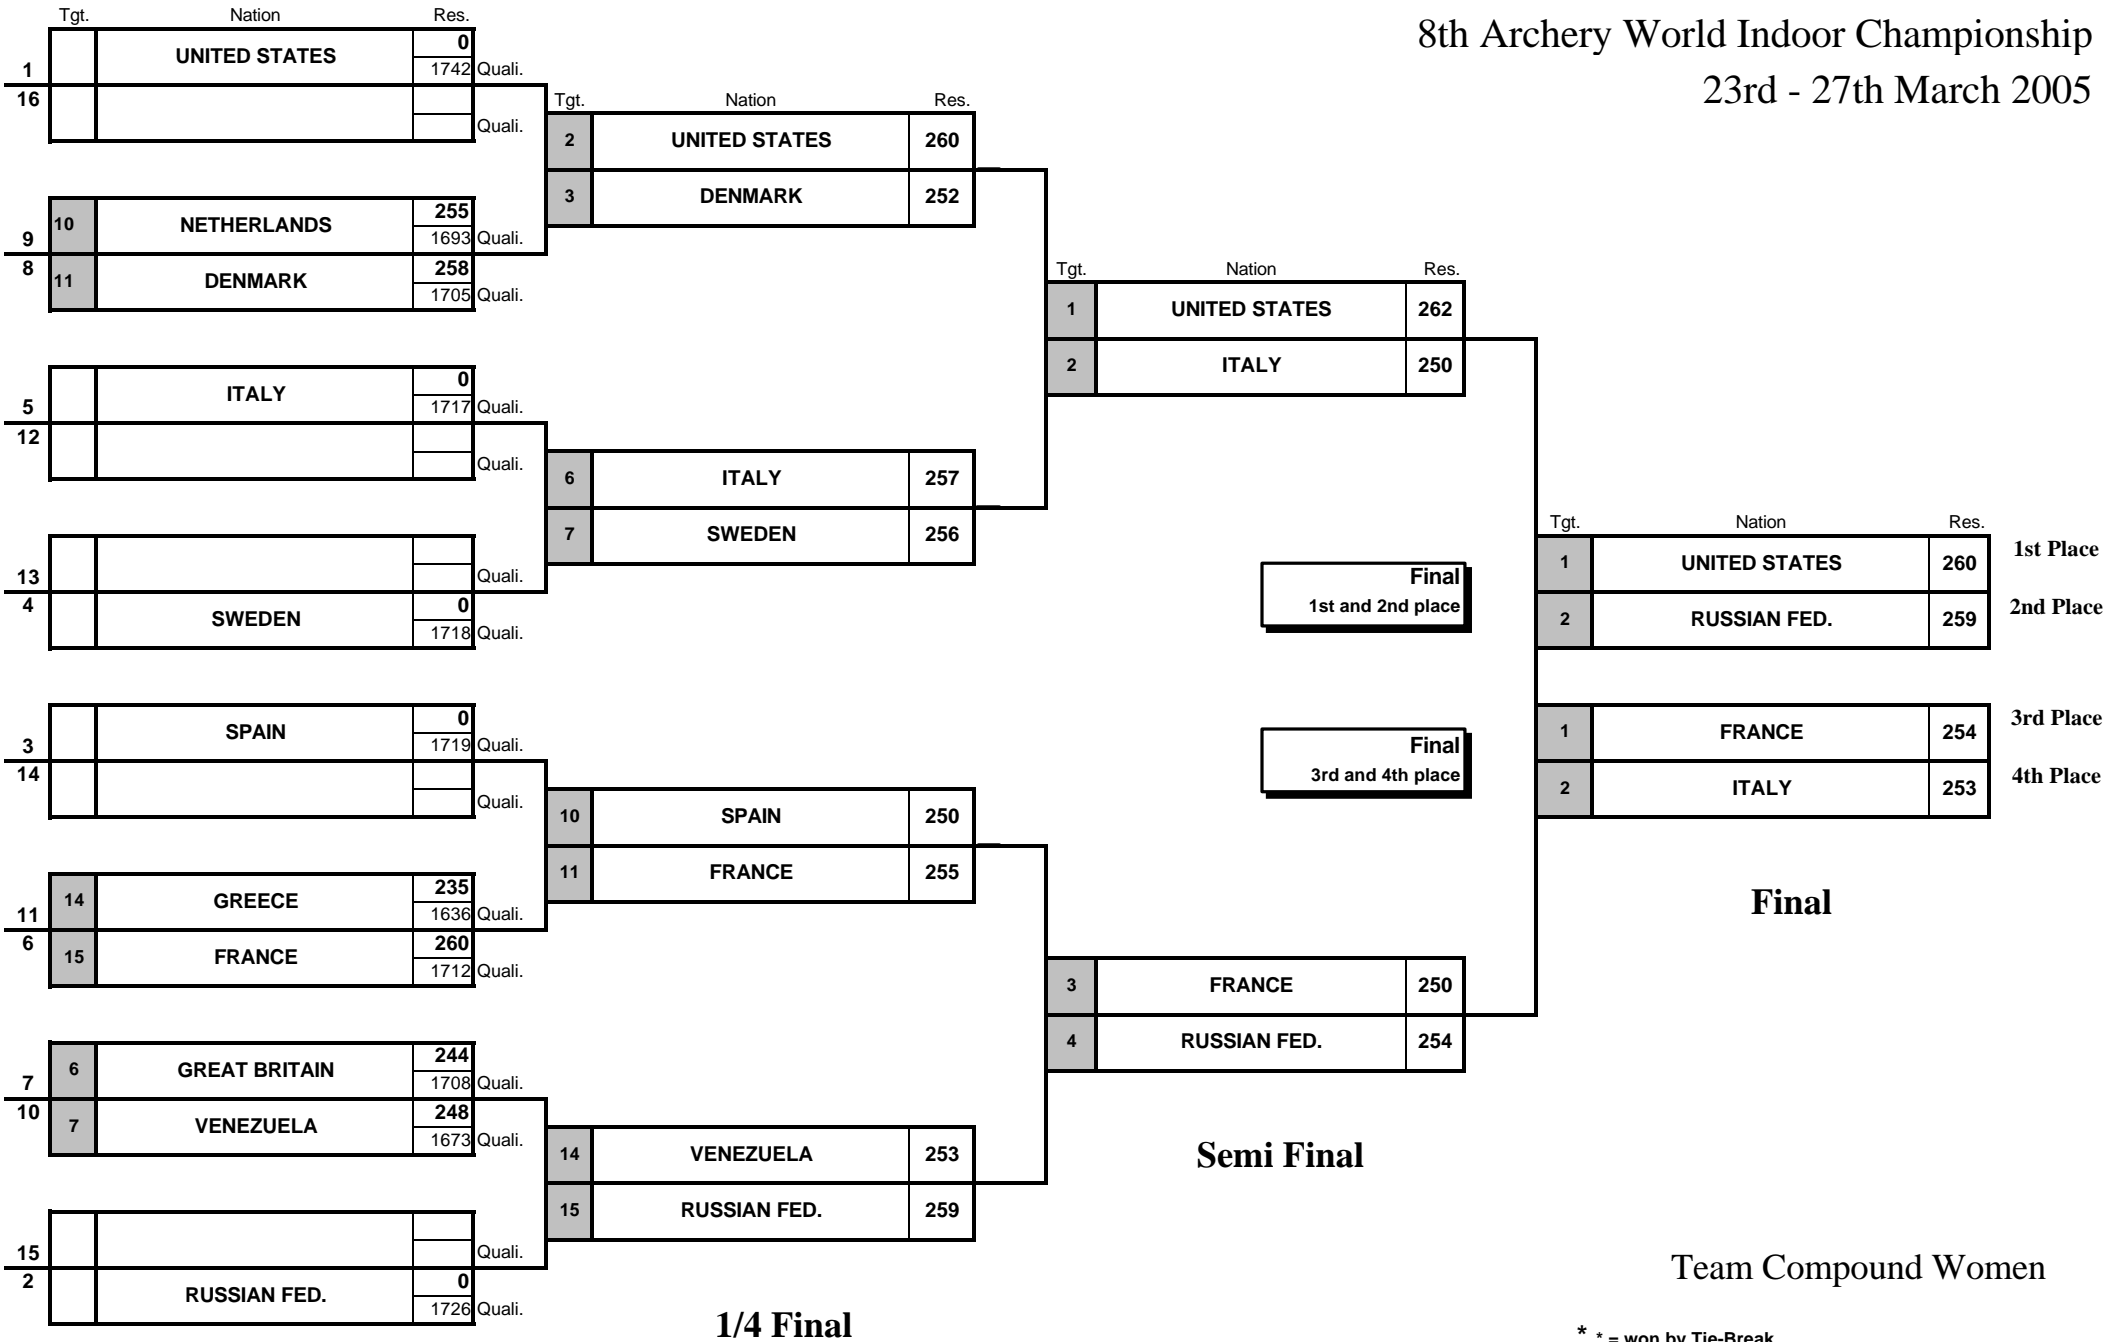 8th Archery World Indoor Championship
23rd - 27th March 2005
Tgt. Nation Res.
UNITED STATES 0
1 1742 Quali.
16
Quali.
10 NETHERLANDS 255
9 1693 Quali.
8 11 DENMARK 258
1705 Quali.
ITALY 0
5 1717 Quali.
12
Quali.
13 Quali.
4 SWEDEN 0
1718 Quali.
SPAIN 0
3 1719 Quali.
14
Quali.
14 GREECE 235
11 1636 Quali.
6 15 FRANCE 260
1712 Quali.
6 GREAT BRITAIN 244
7 1708 Quali.
10 7 VENEZUELA 248
1673 Quali.
15 Quali.
2 RUSSIAN FED. 0
1726 Quali.
Tgt. Nation Res.
2 UNITED STATES 260
3 DENMARK 252
6 ITALY 257
7 SWEDEN 256
10 SPAIN 250
11 FRANCE 255
14 VENEZUELA 253
15 RUSSIAN FED. 259
1/4 Final
Tgt. Nation Res.
1 UNITED STATES 262
2 ITALY 250
Final
1st and 2nd place
Final
3rd and 4th place
3 FRANCE 250
4 RUSSIAN FED. 254
Semi Final
Tgt. Nation Res.
1 UNITED STATES 260 1st Place
2 RUSSIAN FED. 259 2nd Place
1 FRANCE 254 3rd Place
2 ITALY 253 4th Place
Final
Team Compound Women
* * = won by Tie-Break